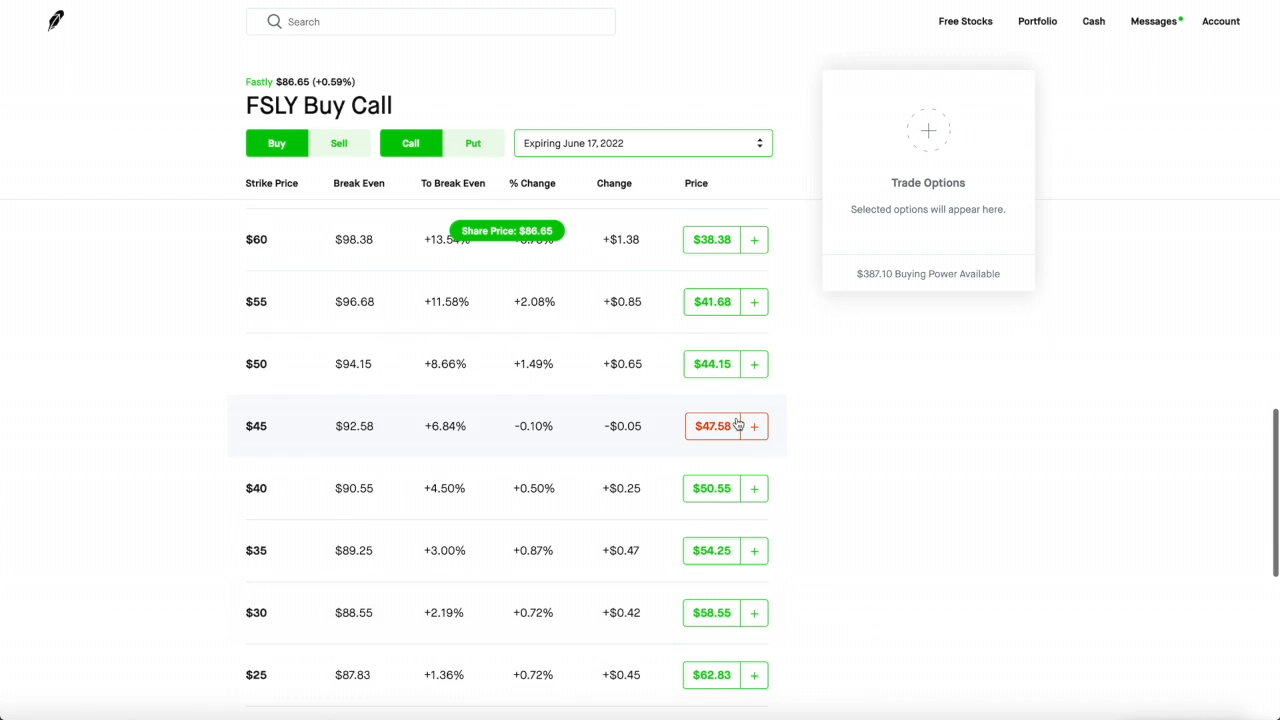 Search
Free Stocks Portfolio Cash Messages Account
Fastly $86.65 (+0.59%)
FSLY Buy Call
Buy Sell Call Put Expiring June 17, 2022
Strike Price Break Even To Break Even % Change Change Price
Share Price: $86.65
$60 $98.38 +13.54% +$1.38 $38.38 +
$55 $96.68 +11.58% +2.08% +$0.85 $41.68 +
$50 $94.15 +8.66% +1.49% +$0.65 $44.15 +
$45 $92.58 +6.84% -0.10% -$0.05 $47.58 +
$40 $90.55 +4.50% +0.50% +$0.25 $50.55 +
$35 $89.25 +3.00% +0.87% +$0.47 $54.25 +
$30 $88.55 +2.19% +0.72% +$0.42 $58.55 +
$25 $87.83 +1.36% +0.72% +$0.45 $62.83 +
+
Trade Options
Selected options will appear here.
$387.10 Buying Power Available